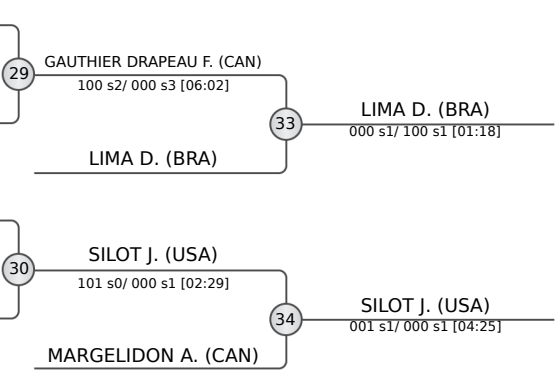 GAUTHIER DRAPEAU F. (CAN)
29
100 s2/ 000 s3 [06:02]
LIMA D. (BRA)
33
000 s1/ 100 s1 [01:18]
LIMA D. (BRA)
SILOT J. (USA)
30
101 s0/ 000 s1 [02:29]
SILOT J. (USA)
34
001 s1/ 000 s1 [04:25]
MARGELIDON A. (CAN)